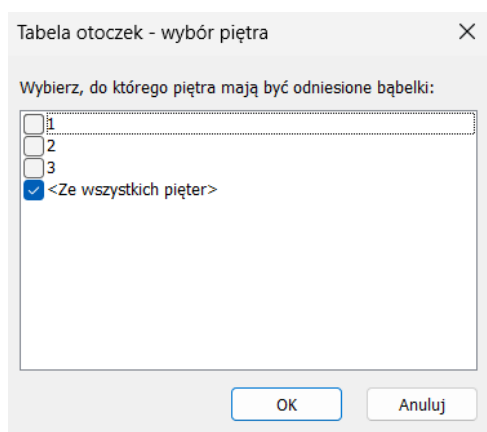 Tabela otoczek - wybór piętra
Wybierz, do którego piętra mają być odniesione bąbelki:
1
2
3
<Ze wszystkich pięter>
OK Anuluj